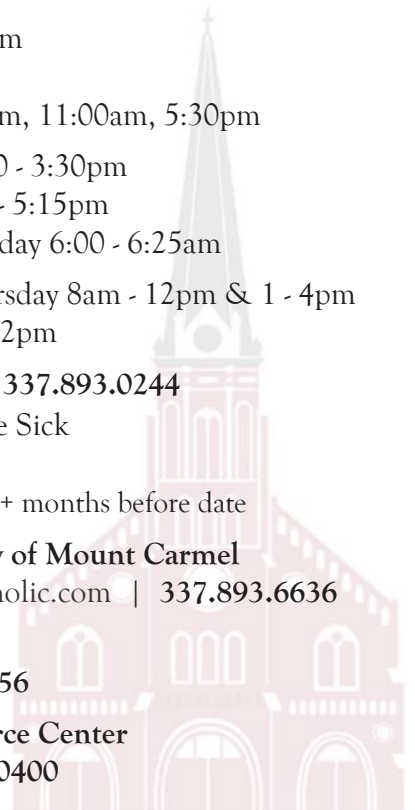 m
m, 11:00am, 5:30pm
0 - 3:30pm
- 5:15pm
day 6:00 - 6:25am
rsday 8am - 12pm & 1 - 4pm
2pm
337.893.0244
e Sick
+ months before date
y of Mount Carmel
holic.com | 337.893.6636
56
rce Center
0400